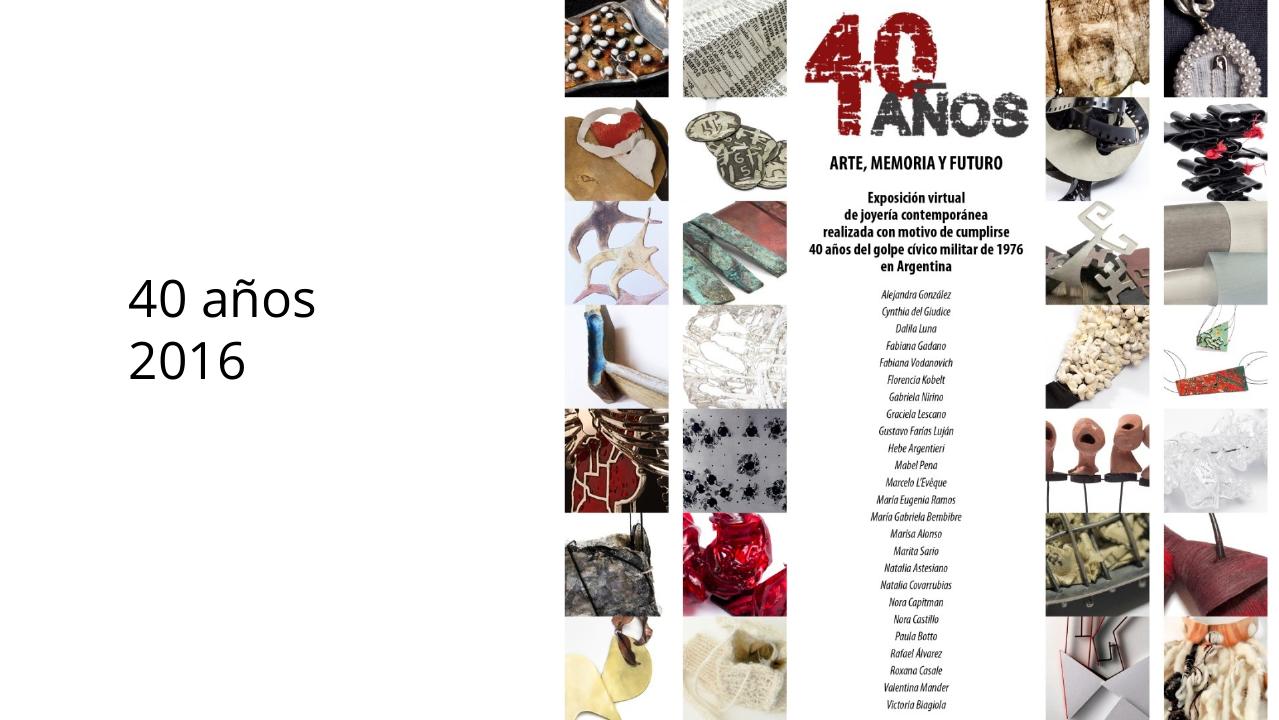 40 años
2016
40
AÑOS
ARTE, MEMORIA Y FUTURO
Exposición virtual
de joyería contemporánea
realizada con motivo de cumplirse
40 años del golpe cívico militar de 1976
en Argentina
Alejandra González
Cynthia del Giudice
Dalila Luna
Fabiana Gadano
Fabiana Vodanovich
Florencia Kobelt
Gabriela Nirino
Graciela Lescano
Gustavo Farías Luján
Hebe Argentieri
Mabel Pena
Marcelo L'Evêque
María Eugenia Ramos
María Gabriela Bembibre
Marisa Alonso
Marita Sario
Natalia Astesiano
Natalia Covarrubias
Nora Capitman
Nora Castillo
Paula Botto
Rafael Álvarez
Roxana Casale
Valentina Mander
Victoria Biagiola